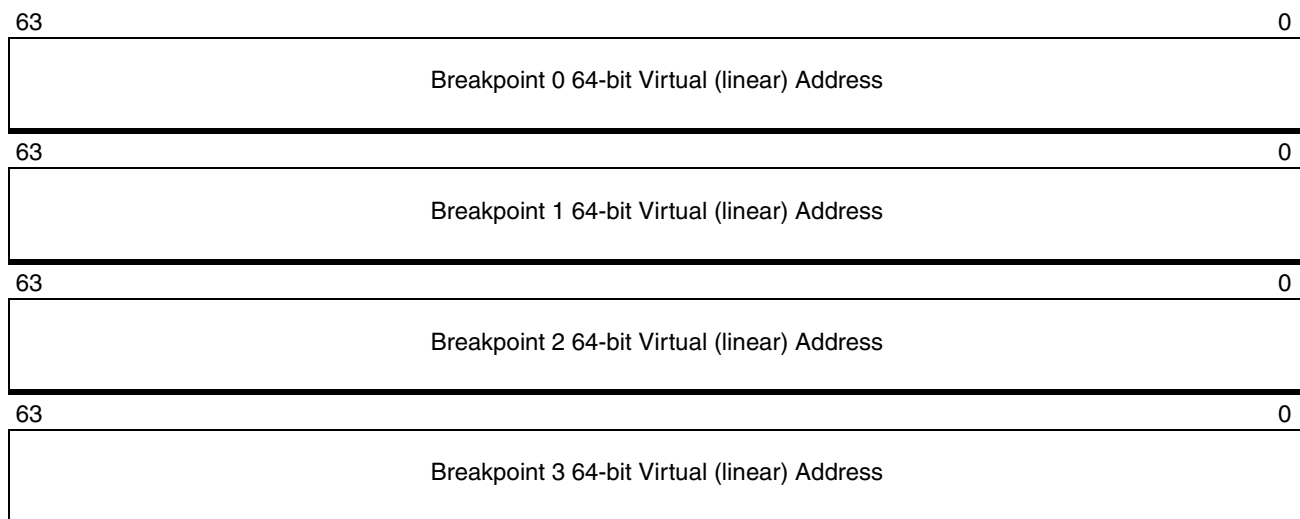 63 0
Breakpoint 0 64-bit Virtual (linear) Address
63 0
Breakpoint 1 64-bit Virtual (linear) Address
63 0
Breakpoint 2 64-bit Virtual (linear) Address
63 0
Breakpoint 3 64-bit Virtual (linear) Address